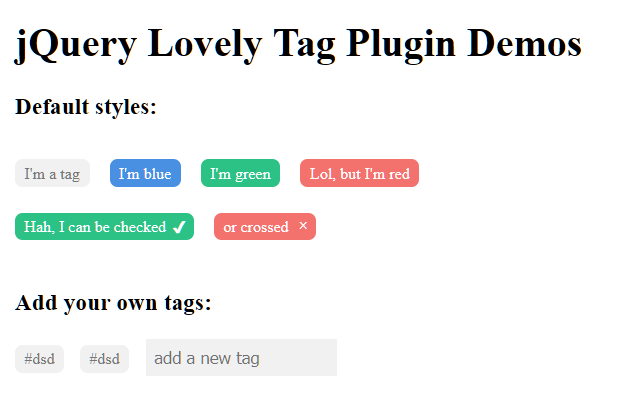 jQuery Lovely Tag Plugin Demos
Default styles:
I'm a tag I'm blue I'm green Lol, but I'm red
Hah, I can be checked ✔ or crossed ×
Add your own tags:
#dsd #dsd add a new tag